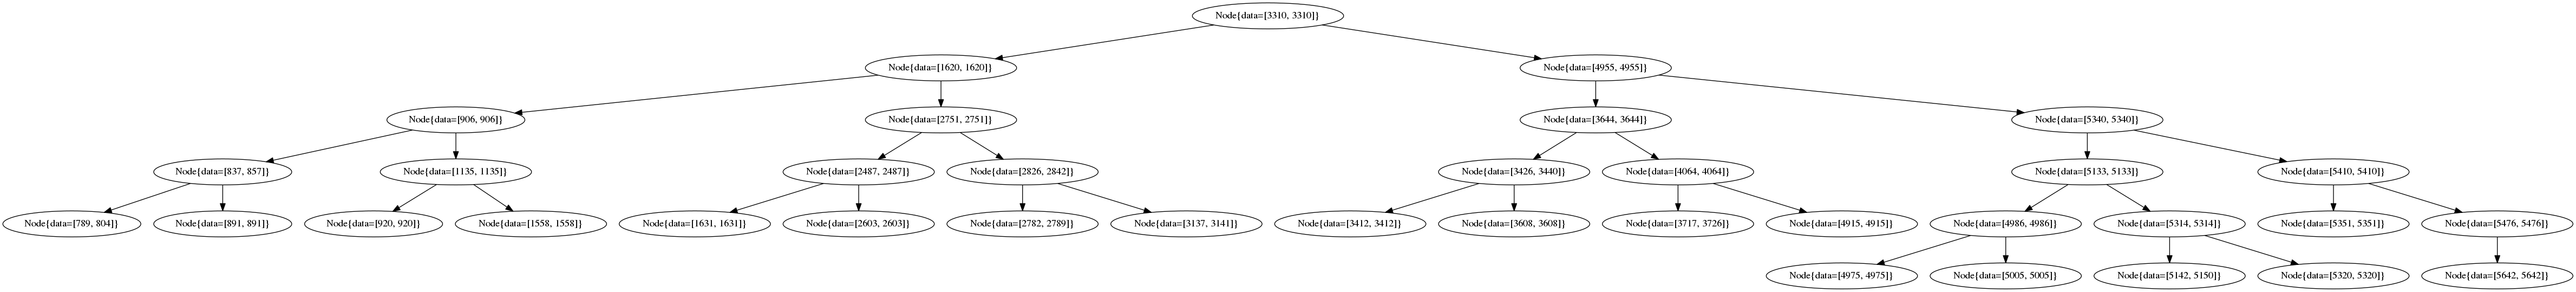 Node{data=[3310, 3310]}
Node{data=[1620, 1620]}
Node{data=[4955, 4955]}
Node{data=[906, 906]}
Node{data=[2751, 2751]}
Node{data=[3644, 3644]}
Node{data=[5340, 5340]}
Node{data=[837, 857]}
Node{data=[1135, 1135]}
Node{data=[2487, 2487]}
Node{data=[2826, 2842]}
Node{data=[3426, 3440]}
Node{data=[4064, 4064]}
Node{data=[5133, 5133]}
Node{data=[5410, 5410]}
Node{data=[789, 804]}
Node{data=[891, 891]}
Node{data=[920, 920]}
Node{data=[1558, 1558]}
Node{data=[1631, 1631]}
Node{data=[2603, 2603]}
Node{data=[2782, 2789]}
Node{data=[3137, 3141]}
Node{data=[3412, 3412]}
Node{data=[3608, 3608]}
Node{data=[3717, 3726]}
Node{data=[4915, 4915]}
Node{data=[4986, 4986]}
Node{data=[5314, 5314]}
Node{data=[5351, 5351]}
Node{data=[5476, 5476]}
Node{data=[4975, 4975]}
Node{data=[5005, 5005]}
Node{data=[5142, 5150]}
Node{data=[5320, 5320]}
Node{data=[5642, 5642]}